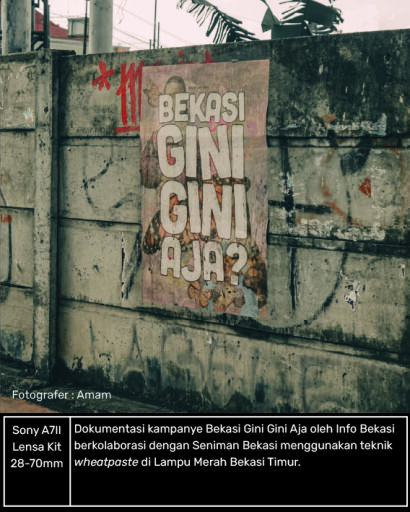 BEKASI
GINI
GINI
AJA?
Fotografer : Amam
Sony A7II
Lensa Kit
28-70mm
Dokumentasi kampanye Bekasi Gini Gini Aja oleh Info Bekasi
berkolaborasi dengan Seniman Bekasi menggunakan teknik
wheatpaste di Lampu Merah Bekasi Timur.